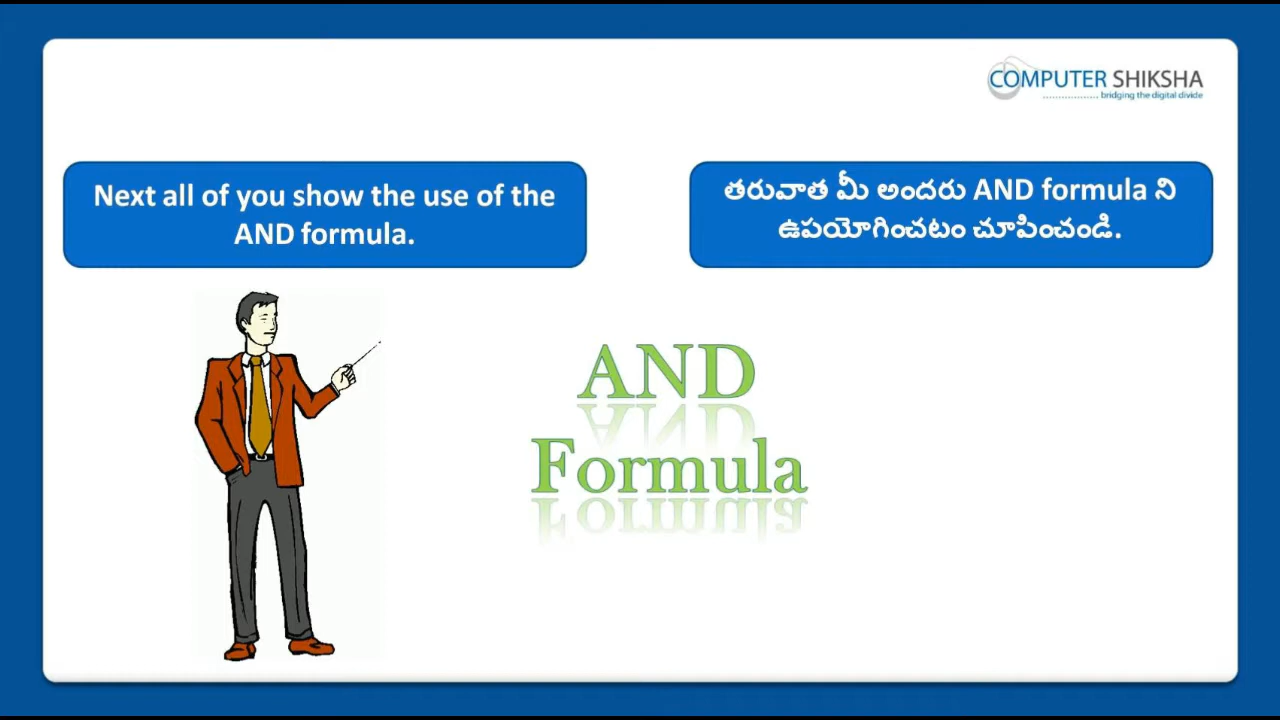 COMPUTER SHIKSHA
bridging the digital divide
Next all of you show the use of the
AND formula.
తరువాత మీ అందరు AND formula ని
ఉపయోగించటం చూపించండి.
AND
Formula